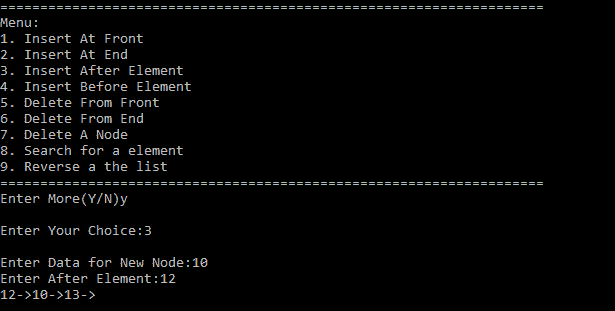 ====================================================================
Menu:
1. Insert At Front
2. Insert At End
3. Insert After Element
4. Insert Before Element
5. Delete From Front
6. Delete From End
7. Delete A Node
8. Search for a element
9. Reverse a the list
====================================================================
Enter More(Y/N)y
Enter Your Choice:3
Enter Data for New Node:10
Enter After Element:12
12->10->13->